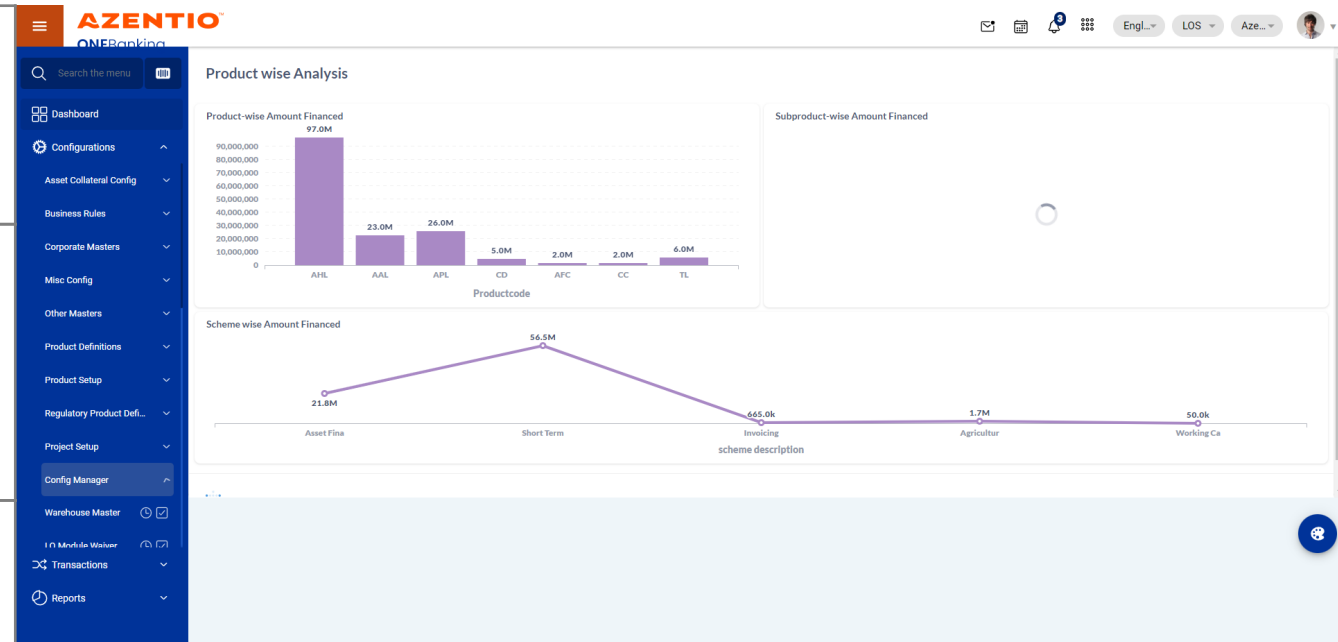 AZENTIO
ONEBanking
3
Engl...
LOS
Aze...
Search the menu
Dashboard
Configurations
Asset Collateral Config
Business Rules
Corporate Masters
Misc Config
Other Masters
Product Definitions
Product Setup
Regulatory Product Defi...
Project Setup
Config Manager
Warehouse Master
LO Module Waiver
Transactions
Reports
Product wise Analysis
Product-wise Amount Financed
97.0M
90,000,000
80,000,000
70,000,000
60,000,000
50,000,000
40,000,000
30,000,000
20,000,000
10,000,000
0
23.0M
26.0M
5.0M
2.0M
2.0M
6.0M
AHL
AAL
APL
CD
AFC
CC
TL
Productcode
Subproduct-wise Amount Financed
Scheme wise Amount Financed
56.5M
21.8M
665.0k
1.7M
50.0k
Asset Fina
Short Term
Invoicing
Agricultur
Working Ca
scheme description